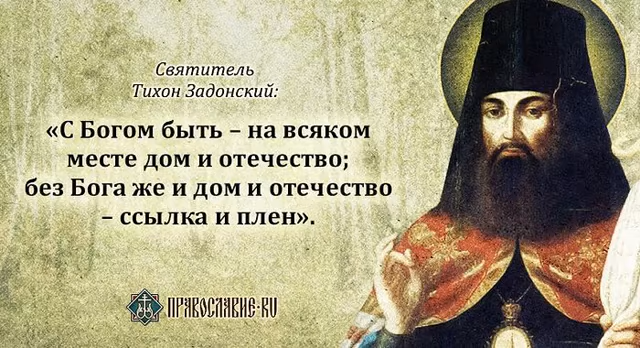 Святитель
Тихон Задонский:
«С Богом быть – на всяком
месте дом и отечество;
без Бога же и дом и отечество
– ссылка и плен».
ПРАВОСЛАВИЕ·RU